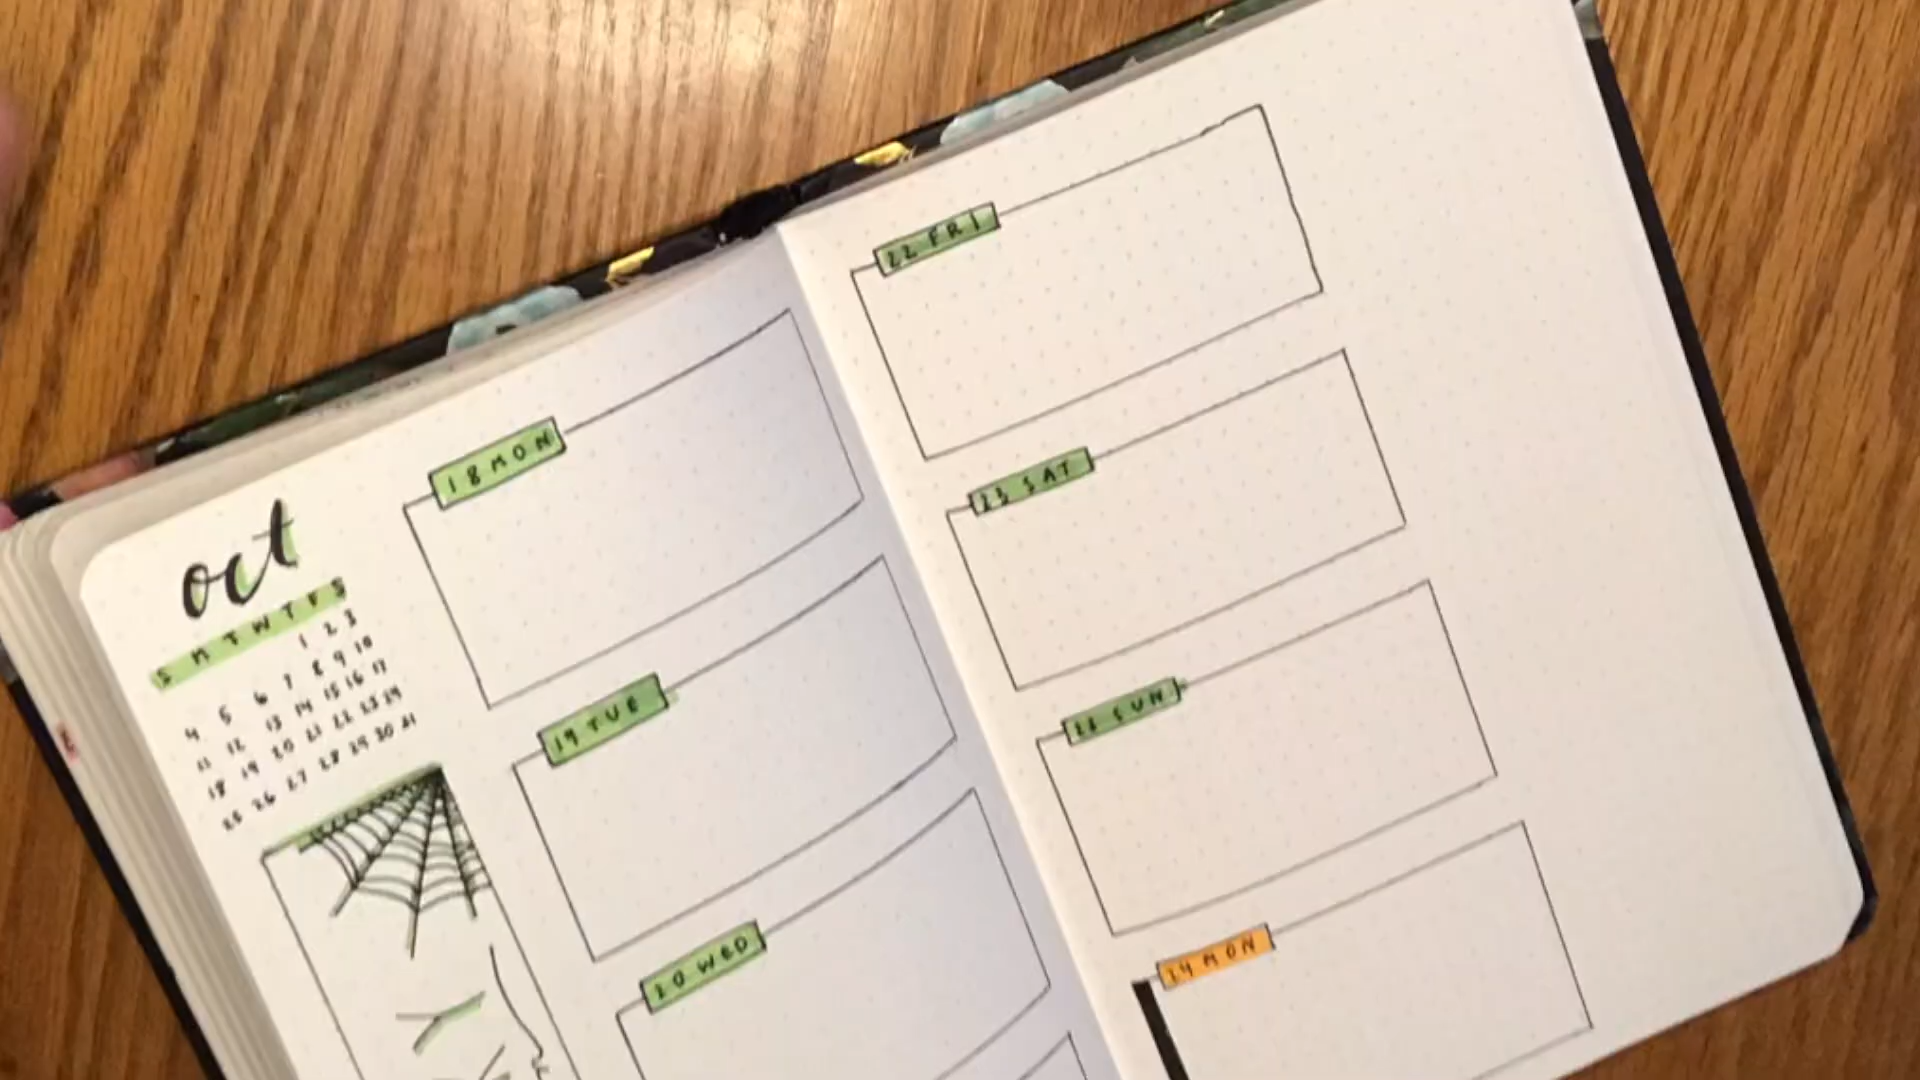 oct
S M T W T F S
1 2 3
4 5 6 7 8 9 10
11 12 13 14 15 16 17
18 19 20 21 22 23 24
25 26 27 28 29 30 31
18 MON
19 TUE
20 WED
22 FRI
23 SAT
SUN
24 MON